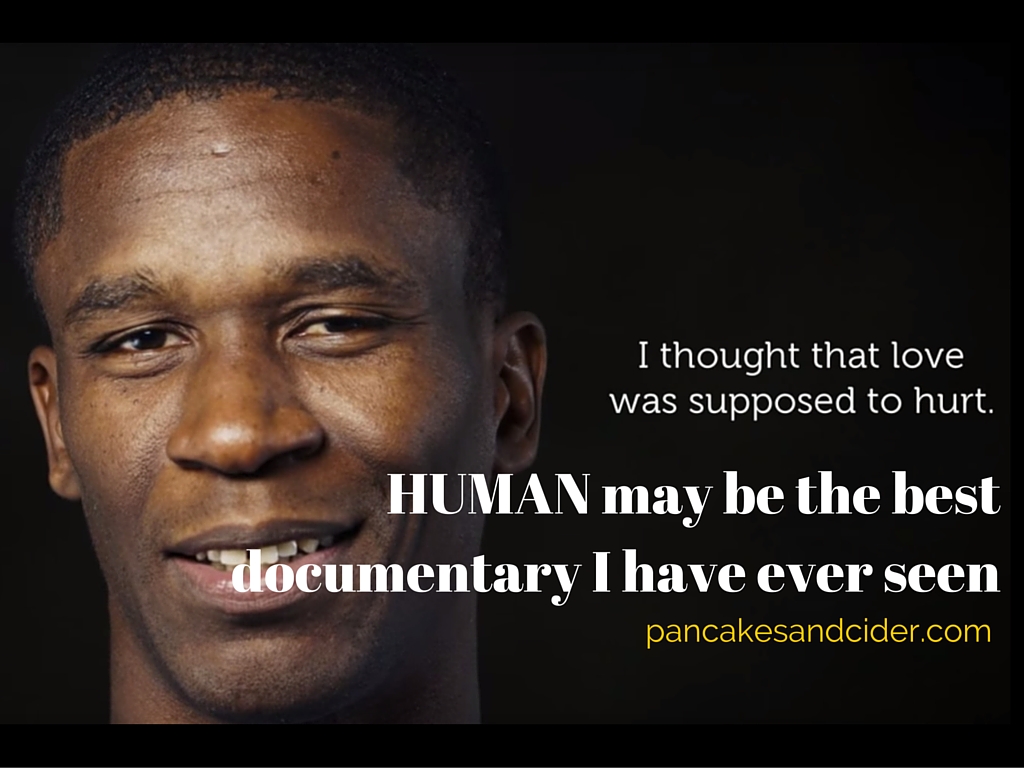 I thought that love
was supposed to hurt.
HUMAN may be the best
documentary I have ever seen
pancakesandcider.com